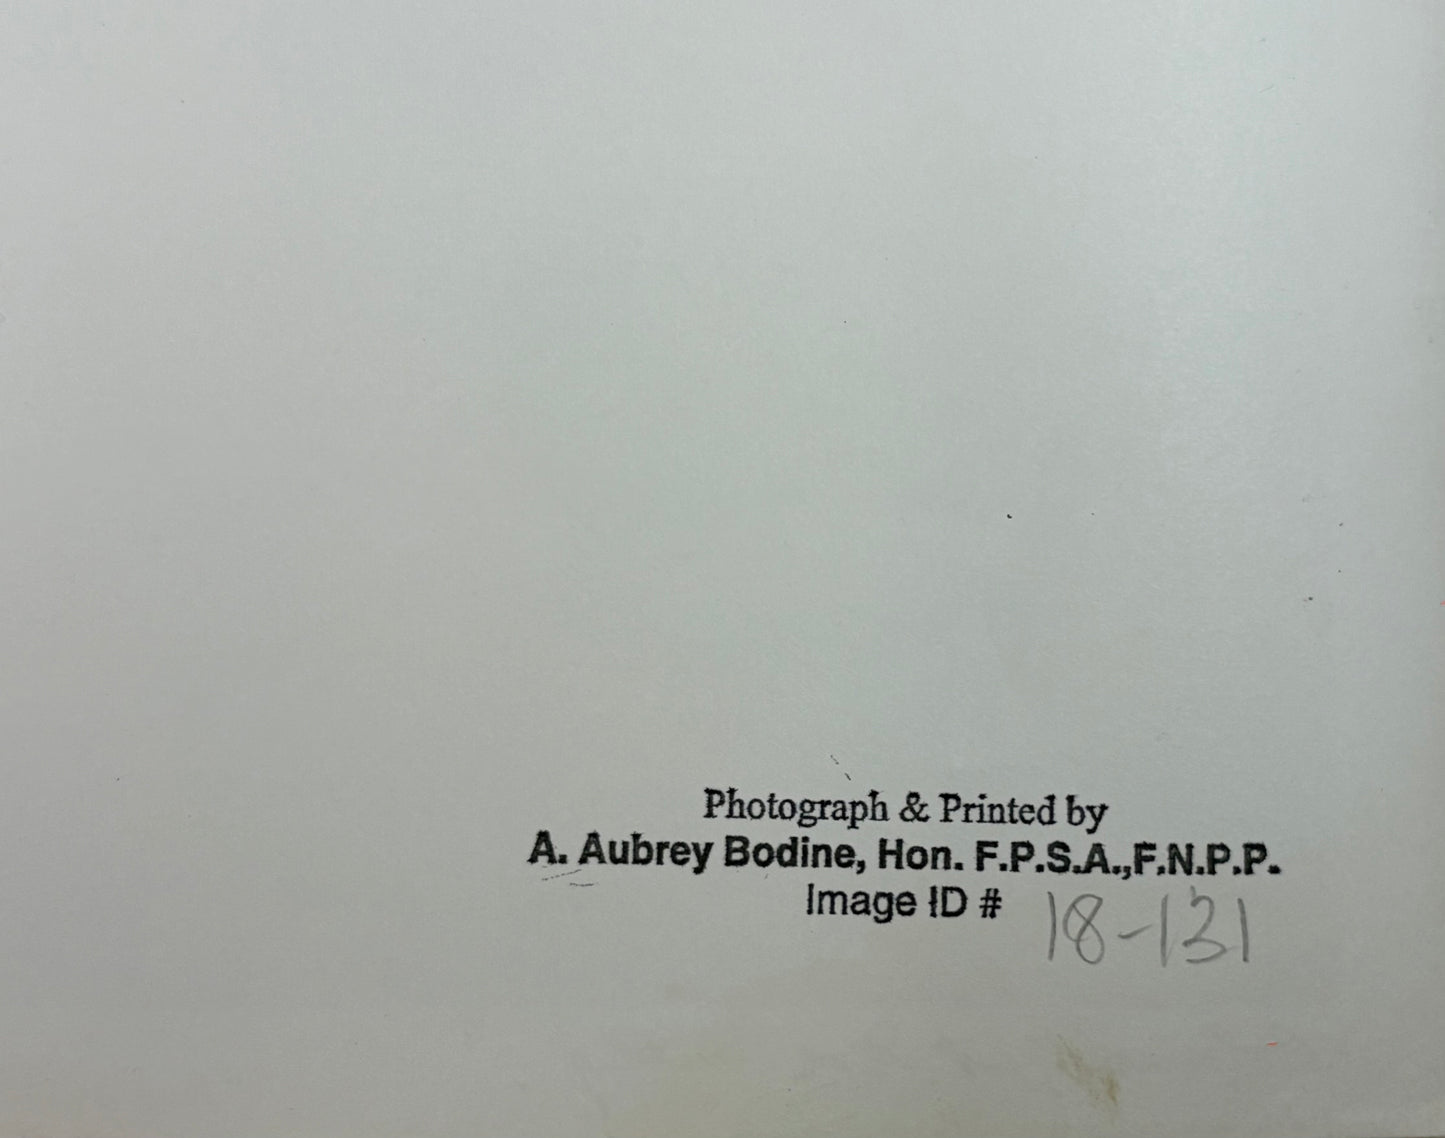 Photograph & Printed by
A. Aubrey Bodine, Hon. F.P.S.A.,F.N.P.P.
Image ID # 18-131